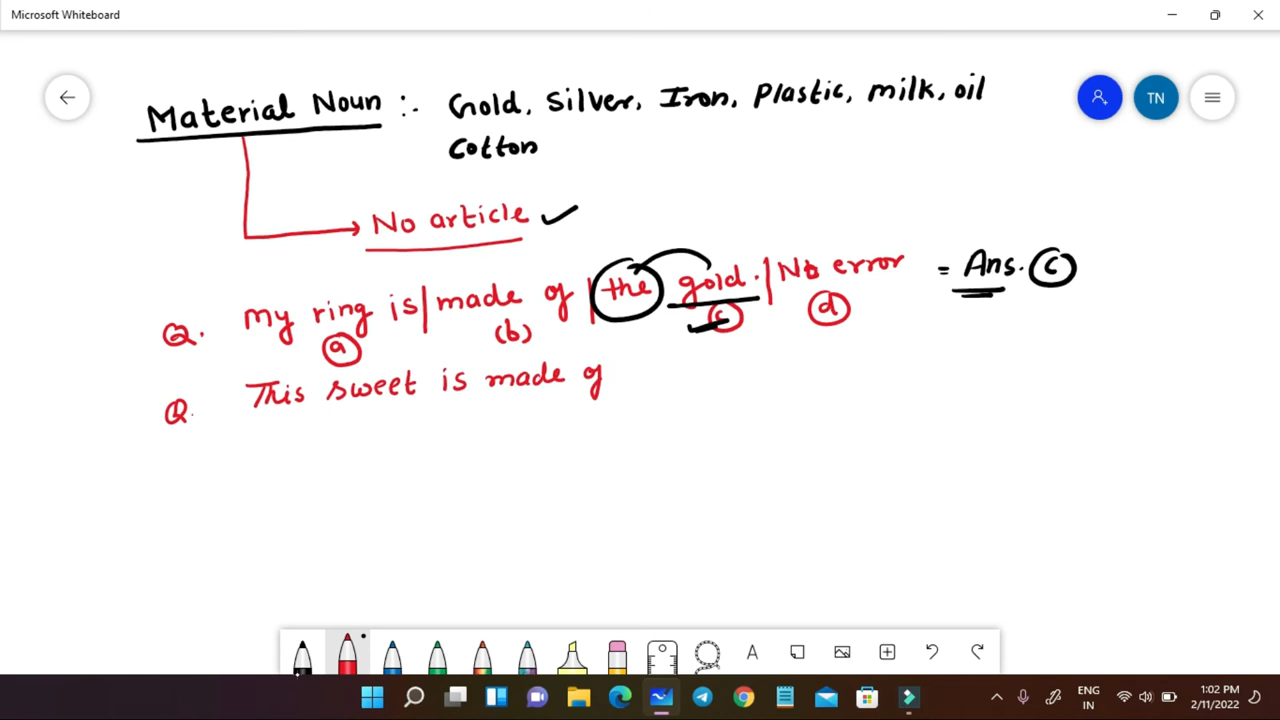 Microsoft Whiteboard
Material Noun :- Gold, Silver, Iron, Plastic, milk, oil
TN
Cotton
No article ✓
Q. My ring is | made of | the gold. | No error = Ans. (c)
(a) (b) (c) (d)
Q. This sweet is made of
A
ENG
IN
1:02 PM
2/11/2022